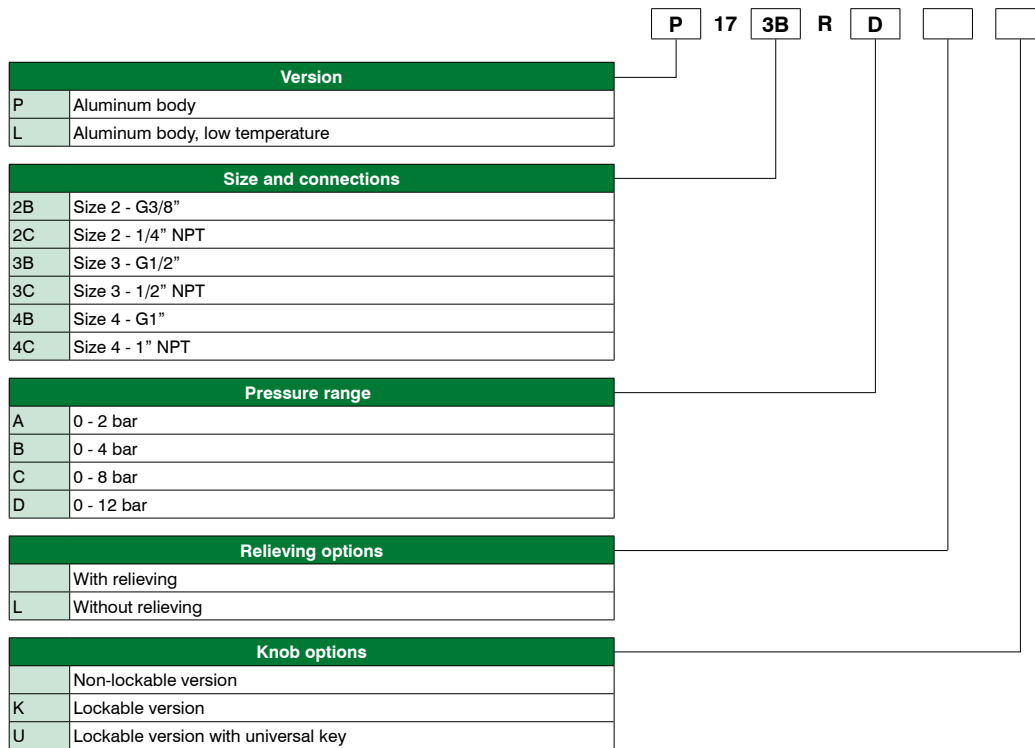 P 17 3B R D
Version
P Aluminum body
L Aluminum body, low temperature
Size and connections
2B Size 2 - G3/8”
2C Size 2 - 1/4” NPT
3B Size 3 - G1/2”
3C Size 3 - 1/2” NPT
4B Size 4 - G1”
4C Size 4 - 1” NPT
Pressure range
A 0 - 2 bar
B 0 - 4 bar
C 0 - 8 bar
D 0 - 12 bar
Relieving options
With relieving
L Without relieving
Knob options
Non-lockable version
K Lockable version
U Lockable version with universal key